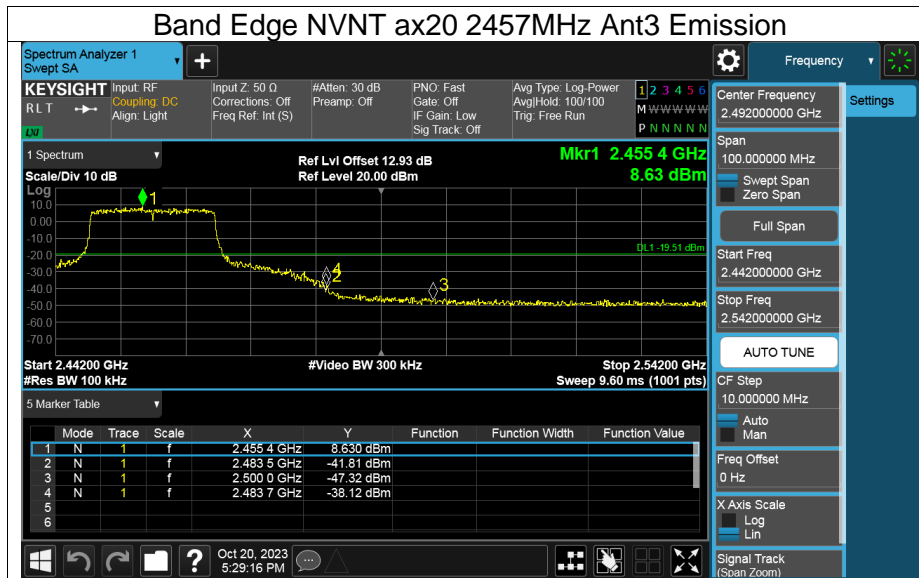 Band Edge NVNT ax20 2457MHz Ant3 Emission
Spectrum Analyzer 1
Swept SA
+
Frequency
KEYSIGHT
R L T
LXI
Input: RF
Coupling: DC
Align: Light
Input Z: 50 Ω
Corrections: Off
Freq Ref: Int (S)
#Atten: 30 dB
Preamp: Off
PNO: Fast
Gate: Off
IF Gain: Low
Sig Track: Off
Avg Type: Log-Power
Avg|Hold: 100/100
Trig: Free Run
1 2 3 4 5 6
M W W W W W
P N N N N N
1 Spectrum
Scale/Div 10 dB
Ref Lvl Offset 12.93 dB
Ref Level 20.00 dBm
Mkr1 2.455 4 GHz
8.63 dBm
Log
10.0
0.00
-10.0
-20.0
-30.0
-40.0
-50.0
-60.0
-70.0
1
4
2
3
DL1 -19.51 dBm
Start 2.44200 GHz
#Res BW 100 kHz
#Video BW 300 kHz
Stop 2.54200 GHz
Sweep 9.60 ms (1001 pts)
5 Marker Table
Mode Trace Scale X Y Function Function Width Function Value
1 N 1 f 2.455 4 GHz 8.630 dBm
2 N 1 f 2.483 5 GHz -41.81 dBm
3 N 1 f 2.500 0 GHz -47.32 dBm
4 N 1 f 2.483 7 GHz -38.12 dBm
5
6
?
Oct 20, 2023
5:29:16 PM
Center Frequency
2.492000000 GHz
Span
100.000000 MHz
Swept Span
Zero Span
Full Span
Start Freq
2.442000000 GHz
Stop Freq
2.542000000 GHz
AUTO TUNE
CF Step
10.000000 MHz
Auto
Man
Freq Offset
0 Hz
X Axis Scale
Log
Lin
Signal Track
(Span Zoom)
Settings